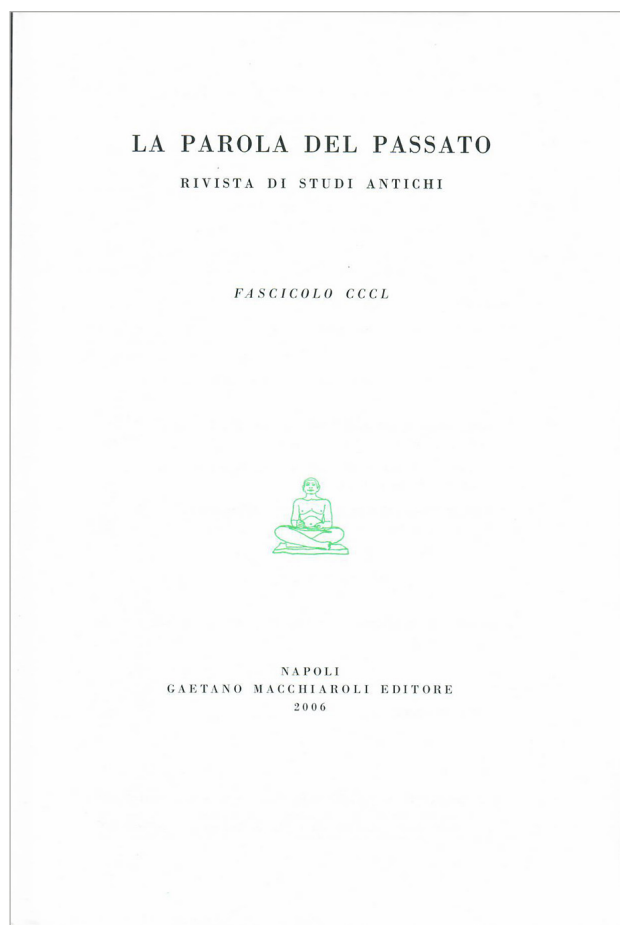 LA PAROLA DEL PASSATO
RIVISTA DI STUDI ANTICHI
FASCICOLO CCCL
NAPOLI
GAETANO MACCHIAROLI EDITORE
2006